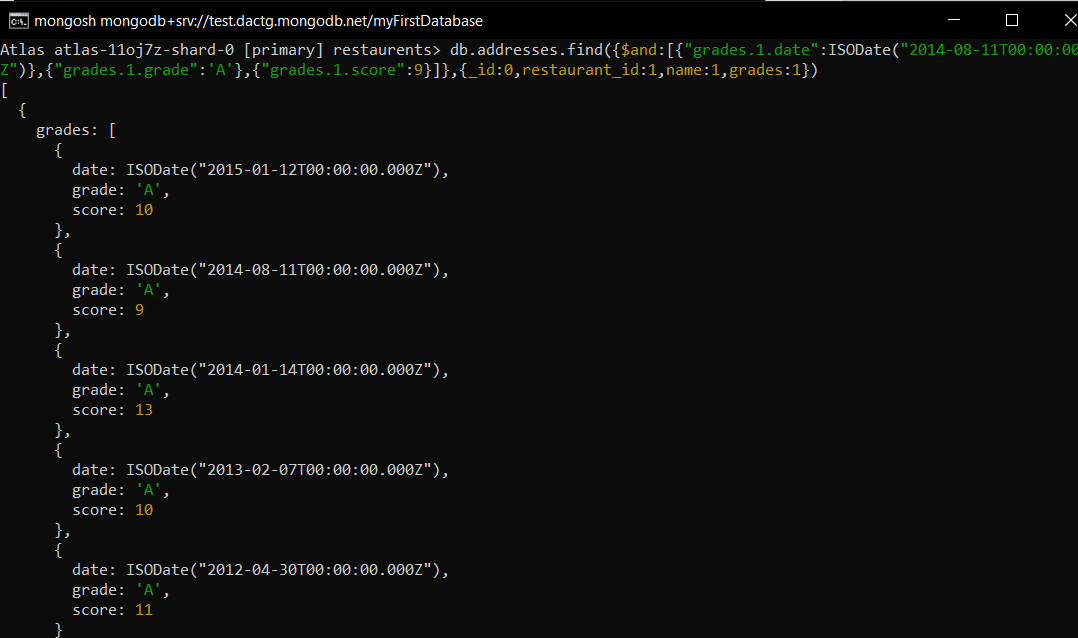 mongosh mongodb+srv://test.dactg.mongodb.net/myFirstDatabase
Atlas atlas-11oj7z-shard-0 [primary] restaurents> db.addresses.find({$and:[{"grades.1.date":ISODate("2014-08-11T00:00:00
Z")},{"grades.1.grade":'A'},{"grades.1.score":9}]},{_id:0,restaurant_id:1,name:1,grades:1})
[
  {
    grades: [
      {
        date: ISODate("2015-01-12T00:00:00.000Z"),
        grade: 'A',
        score: 10
      },
      {
        date: ISODate("2014-08-11T00:00:00.000Z"),
        grade: 'A',
        score: 9
      },
      {
        date: ISODate("2014-01-14T00:00:00.000Z"),
        grade: 'A',
        score: 13
      },
      {
        date: ISODate("2013-02-07T00:00:00.000Z"),
        grade: 'A',
        score: 10
      },
      {
        date: ISODate("2012-04-30T00:00:00.000Z"),
        grade: 'A',
        score: 11
      }